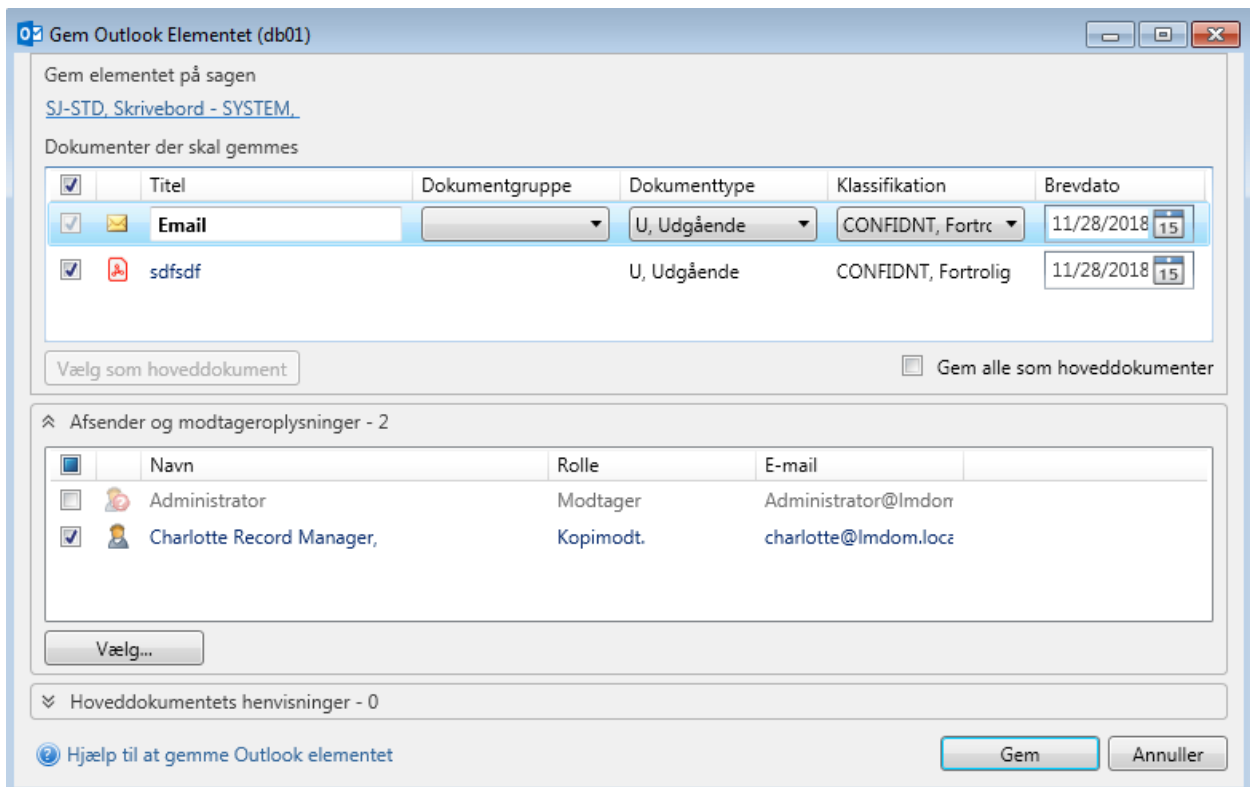 Gem Outlook Elementet (db01)
Gem elementet på sagen
SJ-STD, Skrivebord - SYSTEM,
Dokumenter der skal gemmes
Titel Dokumentgruppe Dokumenttype Klassifikation Brevdato
Email U, Udgående CONFIDNT, Fortrc 11/28/2018 15
sdfsdf U, Udgående CONFIDNT, Fortrolig 11/28/2018 15
Vælg som hoveddokument Gem alle som hoveddokumenter
Afsender og modtageroplysninger - 2
Navn Rolle E-mail
Administrator Modtager Administrator@lmdom
Charlotte Record Manager, Kopimodt. charlotte@lmdom.loca
Vælg...
Hoveddokumentets henvisninger - 0
Hjælp til at gemme Outlook elementet Gem Annuller